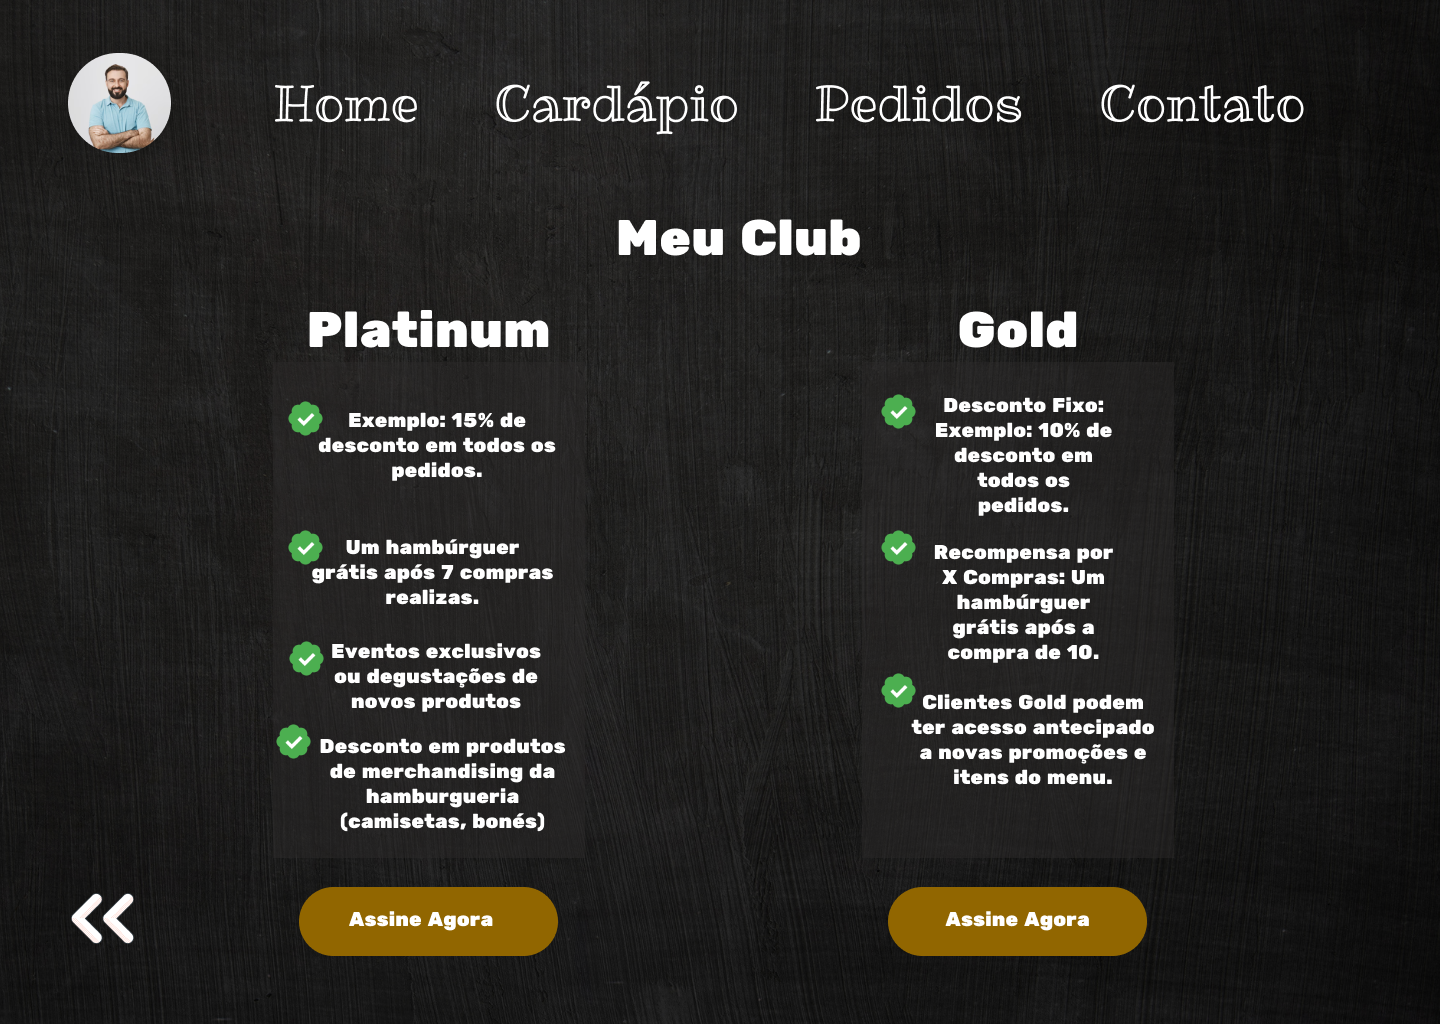 Home Cardápio Pedidos Contato
Meu Club
Platinum
Exemplo: 15% de
desconto em todos os
pedidos.
Um hambúrguer
grátis após 7 compras
realizas.
Eventos exclusivos
ou degustações de
novos produtos
Desconto em produtos
de merchandising da
hamburgueria
(camisetas, bonés)
Assine Agora
Gold
Desconto Fixo:
Exemplo: 10% de
desconto em
todos os
pedidos.
Recompensa por
X Compras: Um
hambúrguer
grátis após a
compra de 10.
Clientes Gold podem
ter acesso antecipado
a novas promoções e
itens do menu.
Assine Agora